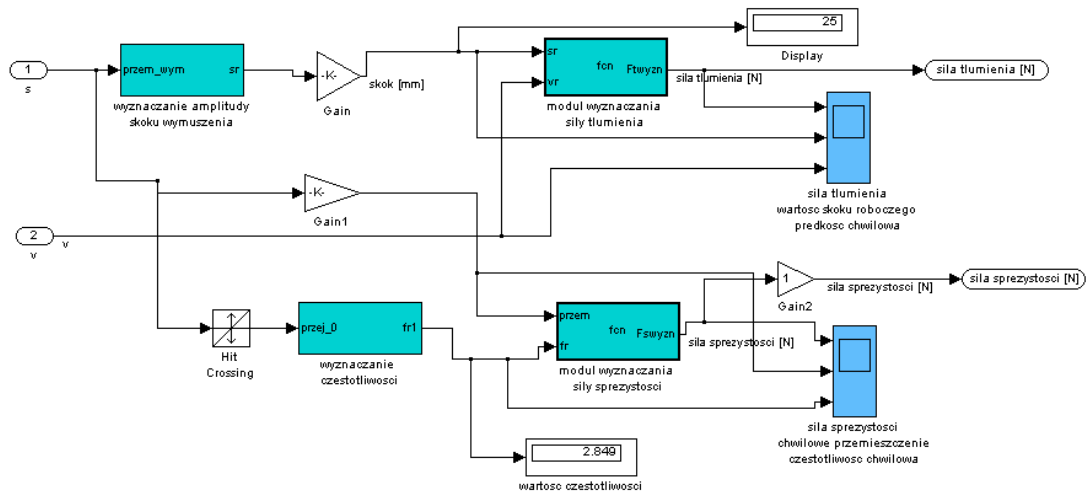 25
Display
1
s
przem_wym
sr
wyznaczanie amplitudy
skoku wymuszenia
-K-
Gain
skok [mm]
sr
vr
fcn
Ftwyzn
modul wyznaczania
sily tlumienia
sila tlumienia [N]
sila tlumienia [N]
sila tlumienia
wartosc skoku roboczego
predkosc chwilowa
-K-
Gain1
2
v
v
1
Gain2
sila sprezystosci [N]
sila sprezystosci [N]
Hit
Crossing
przej_0
fr1
wyznaczanie
czestotliwosci
przem
fr
fcn
Fswyzn
modul wyznaczania
sily sprezystosci
sila sprezystosci [N]
sila sprezystosci
chwilowe przemieszczenie
czestotliwosc chwilowa
2.849
wartosc czestotliwosci